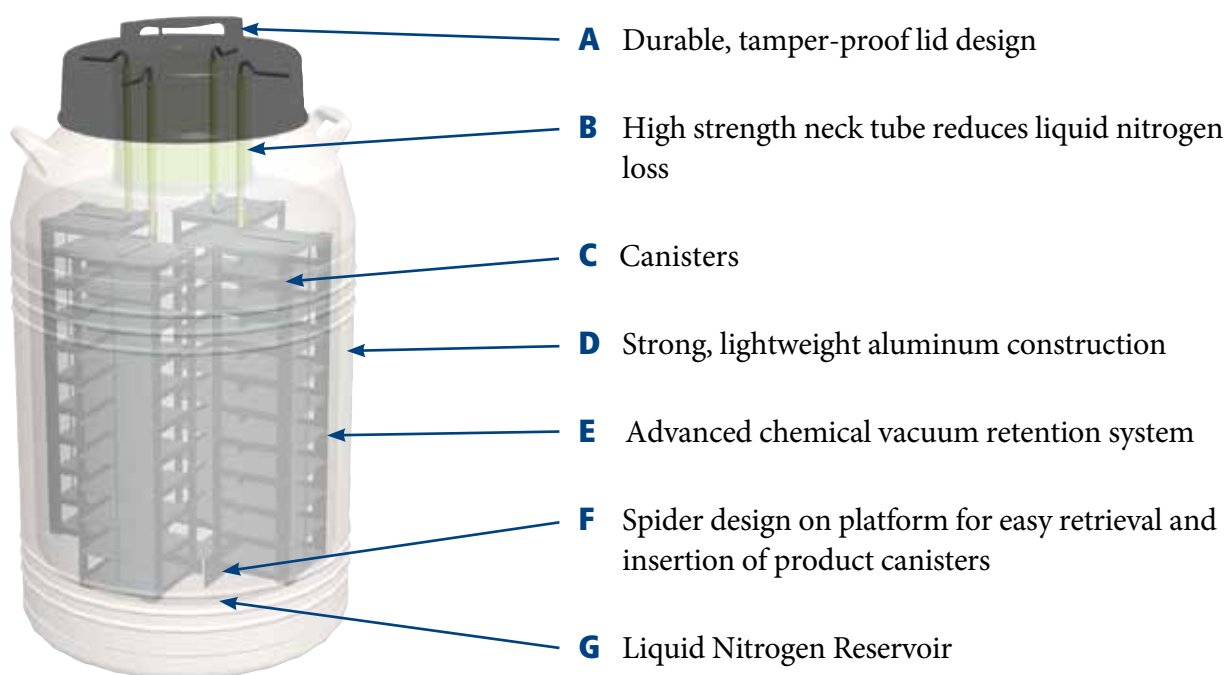 A Durable, tamper-proof lid design
B High strength neck tube reduces liquid nitrogen
loss
C Canisters
D Strong, lightweight aluminum construction
E Advanced chemical vacuum retention system
F Spider design on platform for easy retrieval and
insertion of product canisters
G Liquid Nitrogen Reservoir